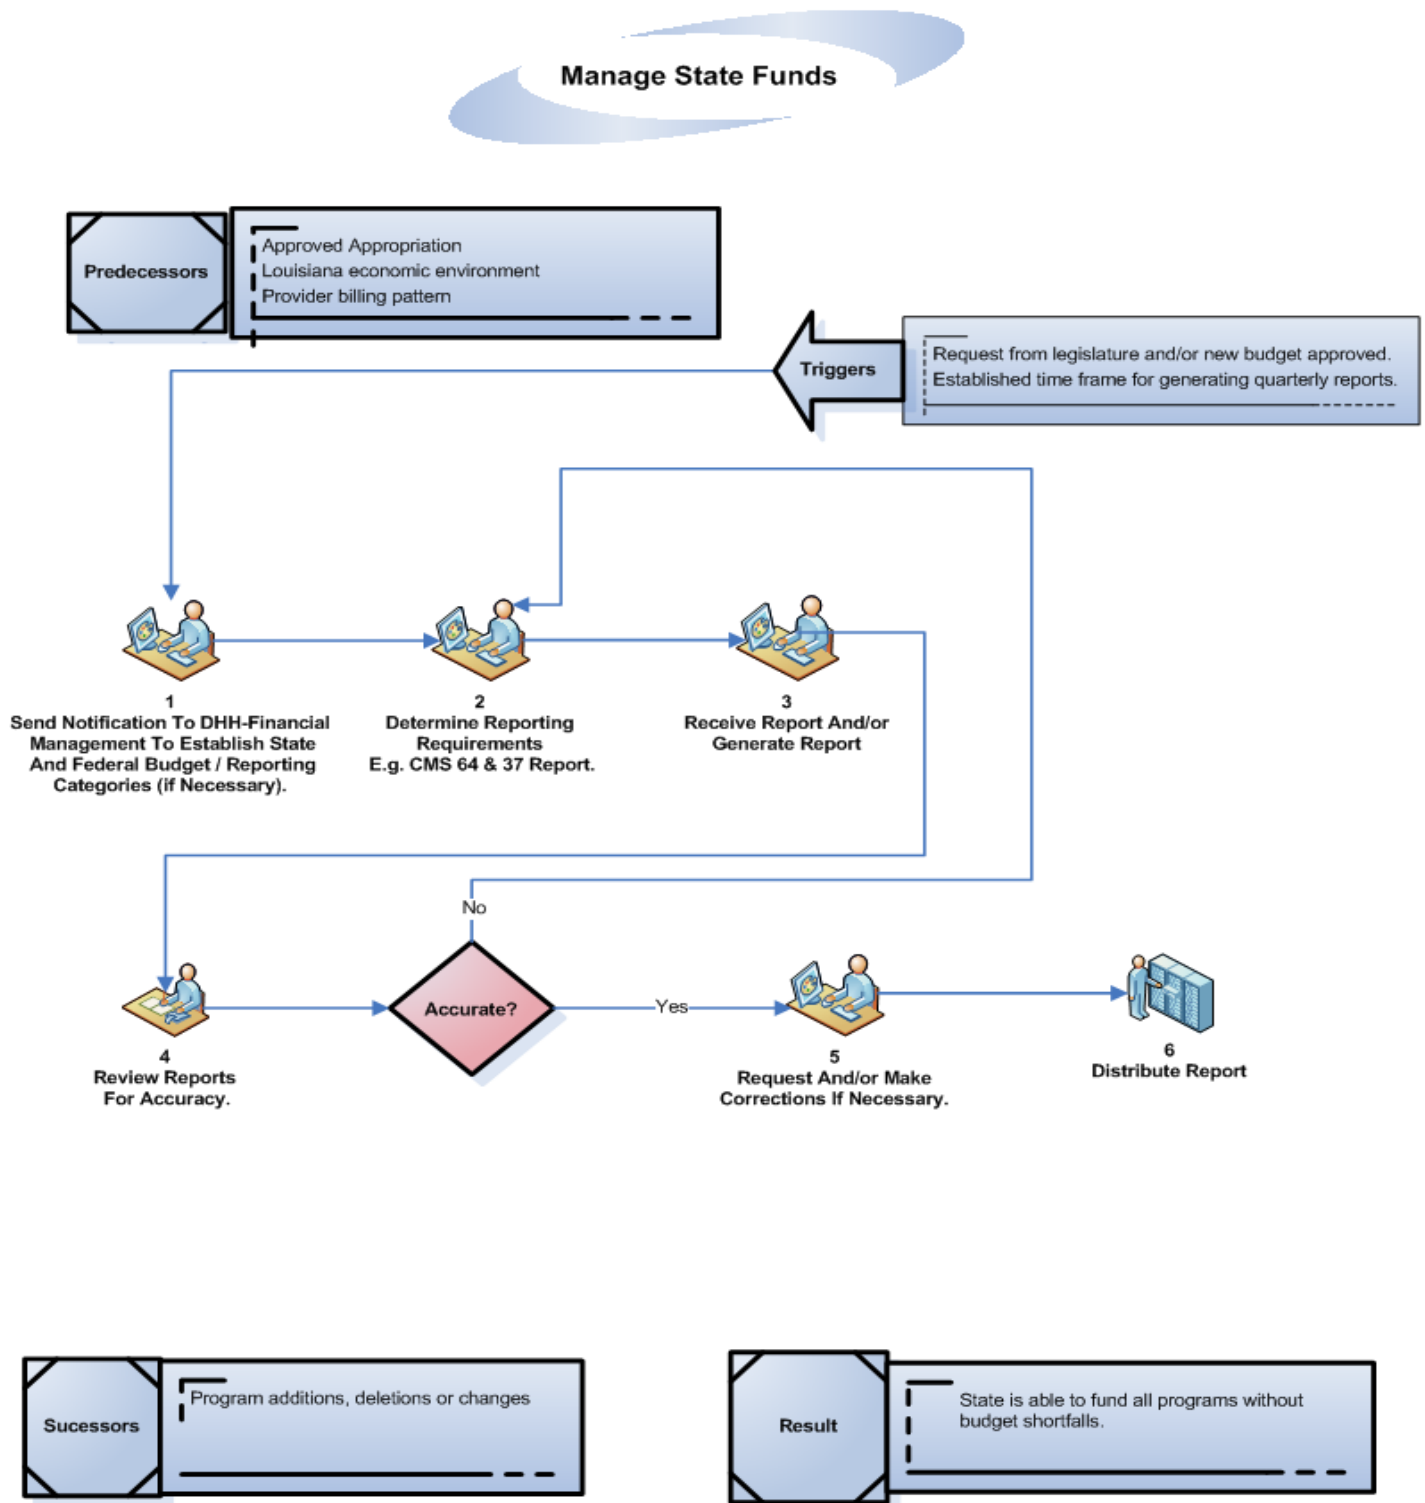 Manage State Funds
Predecessors
Approved Appropriation
Louisiana economic environment
Provider billing pattern
Triggers
Request from legislature and/or new budget approved.
Established time frame for generating quarterly reports.
1
Send Notification To DHH-Financial
Management To Establish State
And Federal Budget / Reporting
Categories (if Necessary).
2
Determine Reporting
Requirements
E.g. CMS 64 & 37 Report.
3
Receive Report And/or
Generate Report
No
Accurate?
Yes
4
Review Reports
For Accuracy.
5
Request And/or Make
Corrections If Necessary.
6
Distribute Report
Sucessors
Program additions, deletions or changes
Result
State is able to fund all programs without
budget shortfalls.